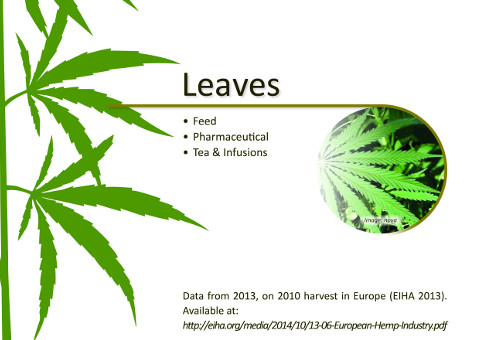 Leaves
• Feed
• Pharmaceutical
• Tea & Infusions
Image: nova
Data from 2013, on 2010 harvest in Europe (EIHA 2013).
Available at:
http://eiha.org/media/2014/10/13-06-European-Hemp-Industry.pdf